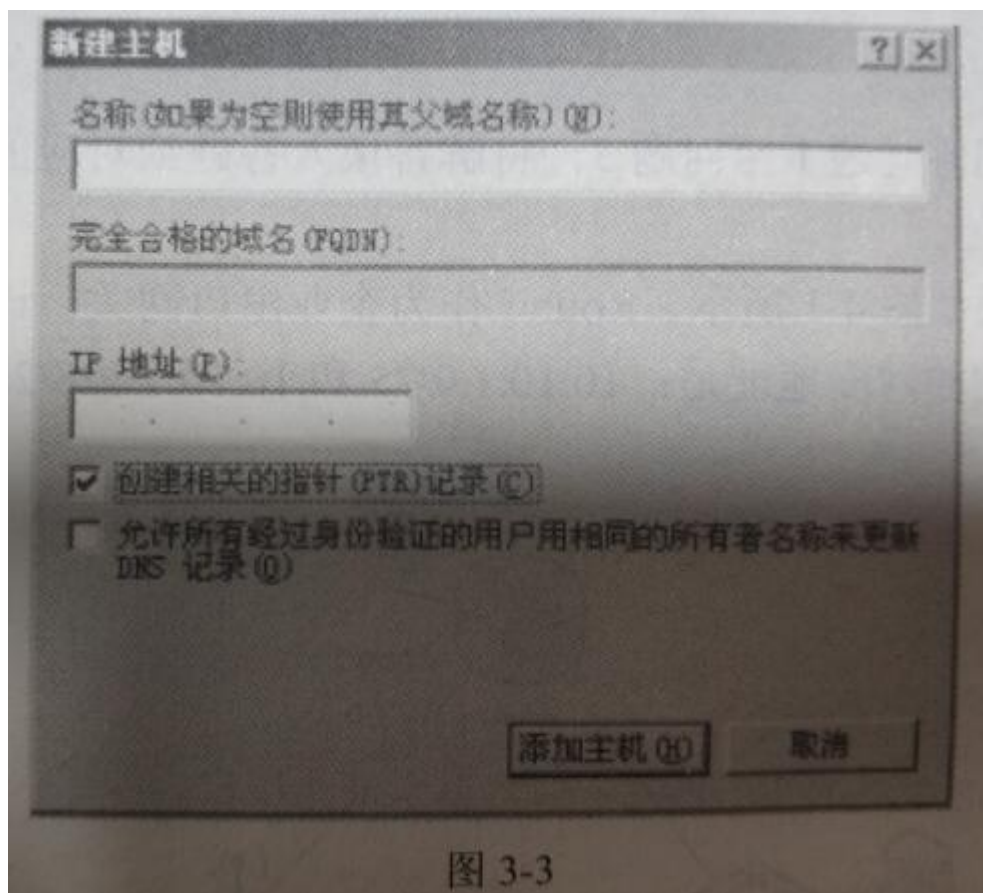 新建主机
? ×
名称(如果为空则使用其父域名称)(N):
完全合格的域名(FQDN):
IP 地址(P):
创建相关的指针(PTR)记录(C)
允许所有经过身份验证的用户用相同的所有者名称来更新
DNS 记录(O)
添加主机(H) 取消
图 3-3